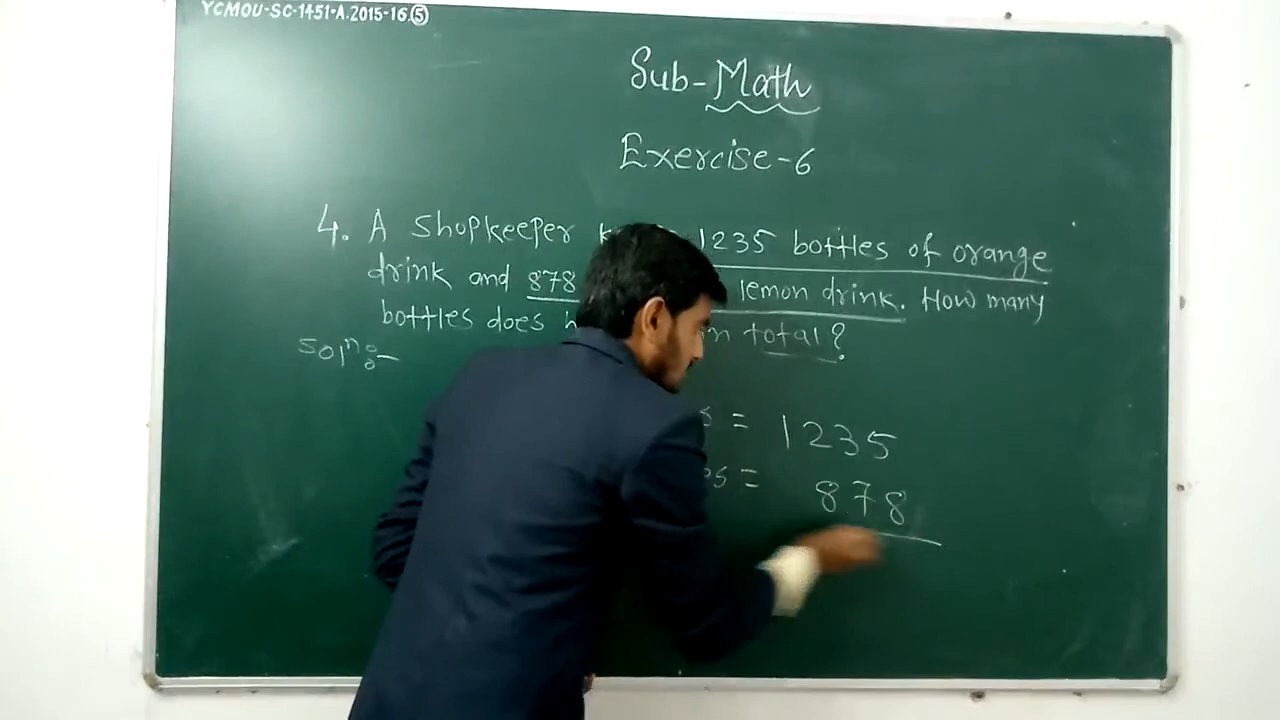 YCMOU-SC-1451-A.2015-16.⑤
Sub-Math
Exercise-6
4. A Shopkeeper 1235 bottles of orange
drink and 878 lemon drink. How many
bottles does total?
Soln:-
= 1235
= 878